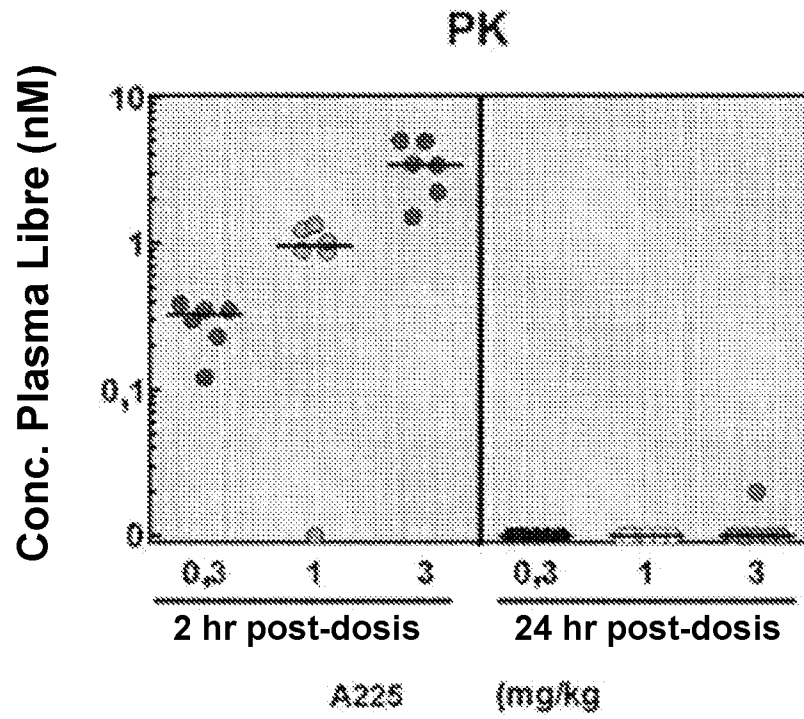 PK
Conc. Plasma Libre (nM)
10
1
0,1
0
0,3 1 3 0,3 1 3
2 hr post-dosis 24 hr post-dosis
A225 (mg/kg